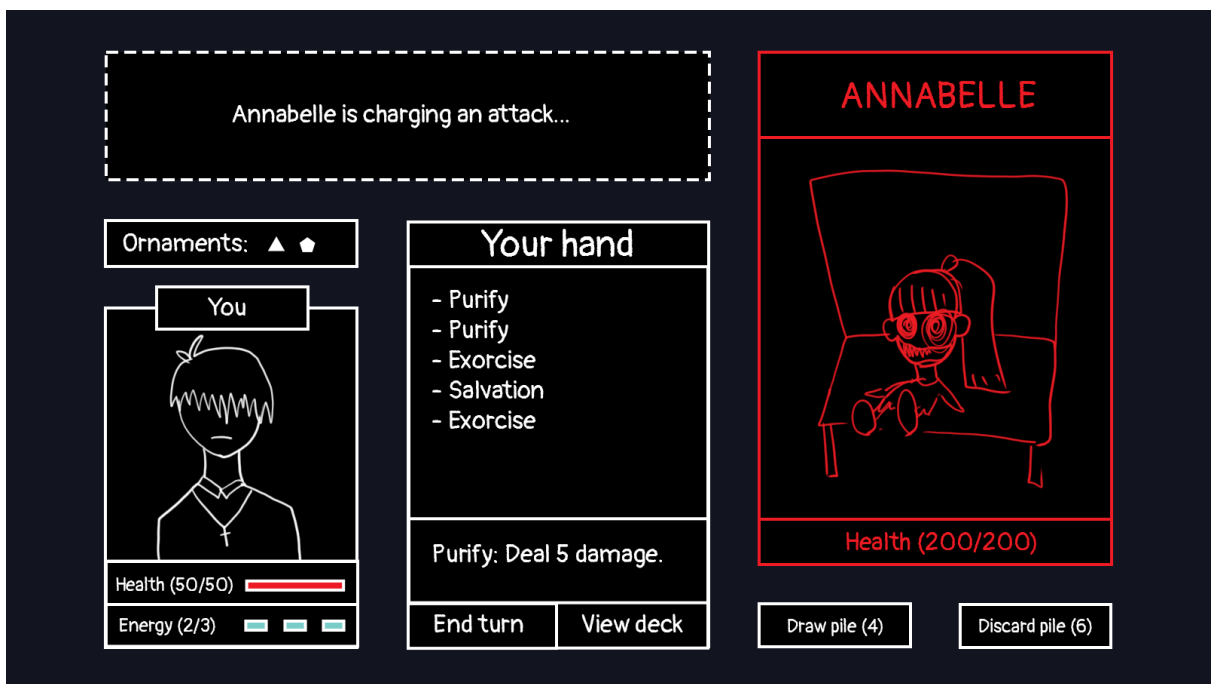 Annabelle is charging an attack...
ANNABELLE
Ornaments:
You
Health (50/50)
Energy (2/3)
Your hand
- Purify
- Purify
- Exorcise
- Salvation
- Exorcise
Purify: Deal 5 damage.
End turn
View deck
Health (200/200)
Draw pile (4)
Discard pile (6)